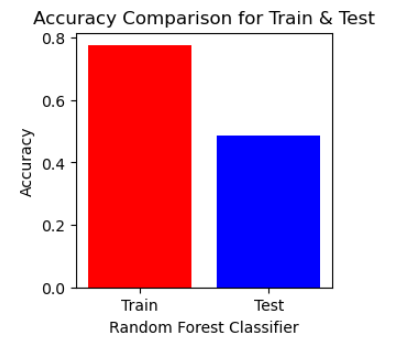 Accuracy Comparison for Train & Test
0.8
0.6
0.4
0.2
0.0
Accuracy
Train Test
Random Forest Classifier